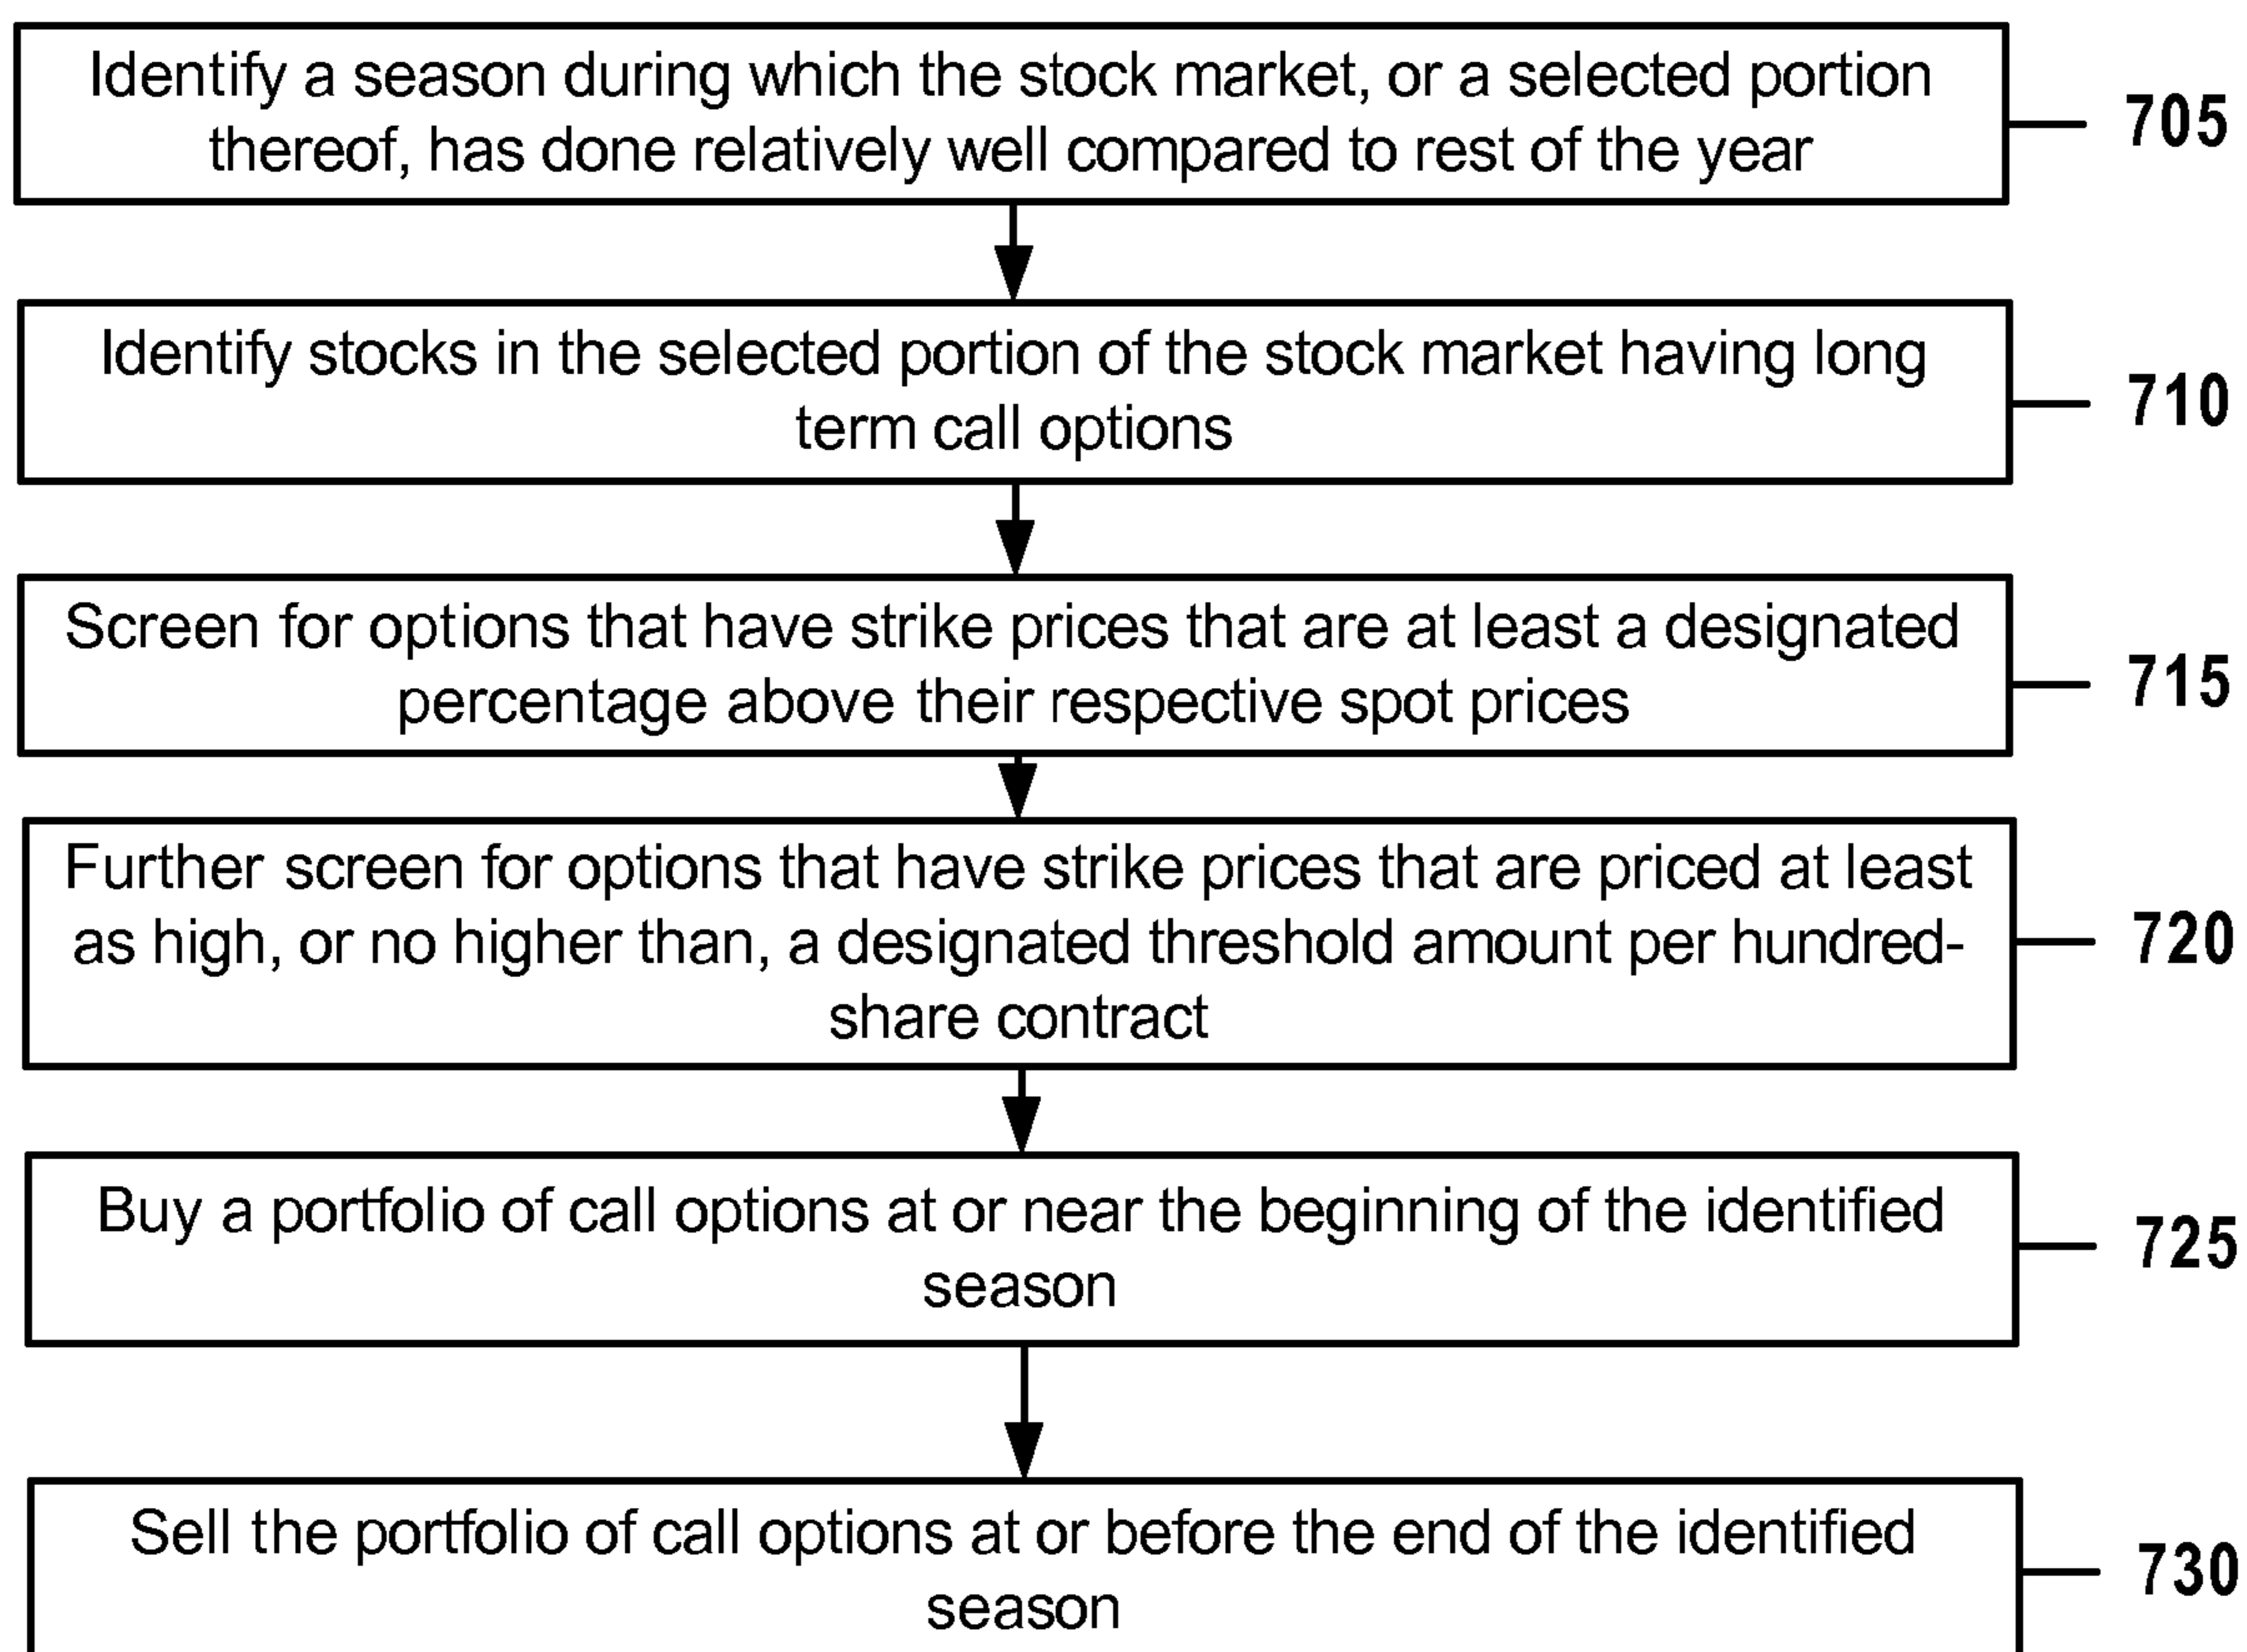 Identify a season during which the stock market, or a selected portion
thereof, has done relatively well compared to rest of the year
705
Identify stocks in the selected portion of the stock market having long
term call options
710
Screen for options that have strike prices that are at least a designated
percentage above their respective spot prices
715
Further screen for options that have strike prices that are priced at least
as high, or no higher than, a designated threshold amount per hundred-
share contract
720
Buy a portfolio of call options at or near the beginning of the identified
season
725
Sell the portfolio of call options at or before the end of the identified
season
730